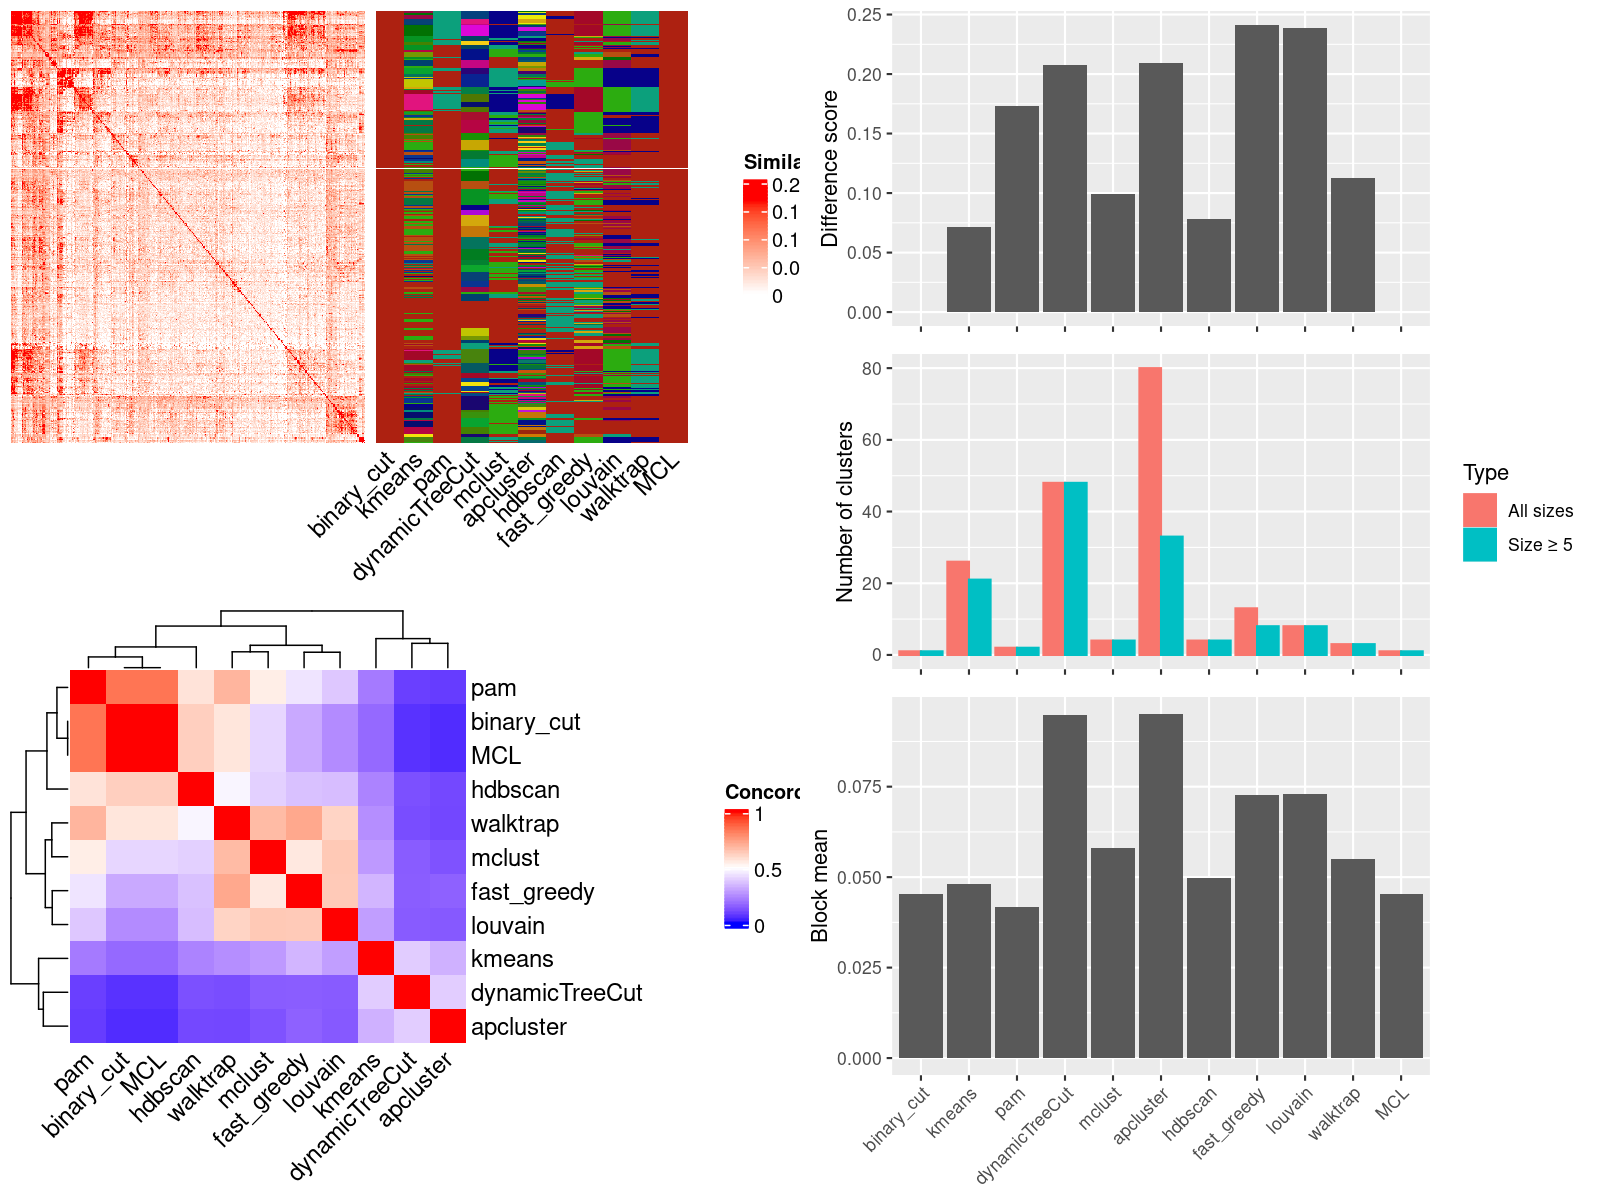 Simila
0.2
0.1
0.1
0.0
0
binary_cut
kmeans
pam
dynamicTreeCut
mclust
apcluster
hdbscan
fast_greedy
louvain
walktrap
MCL
pam
binary_cut
MCL
hdbscan
walktrap
mclust
fast_greedy
louvain
kmeans
dynamicTreeCut
apcluster
pam
binary_cut
MCL
hdbscan
walktrap
mclust
fast_greedy
louvain
kmeans
dynamicTreeCut
apcluster
Concord
1
0.5
0
Difference score
0.25
0.20
0.15
0.10
0.05
0.00
Number of clusters
80
60
40
20
0
Type
All sizes
Size ≥ 5
Block mean
0.075
0.050
0.025
0.000
binary_cut
kmeans
pam
dynamicTreeCut
mclust
apcluster
hdbscan
fast_greedy
louvain
walktrap
MCL